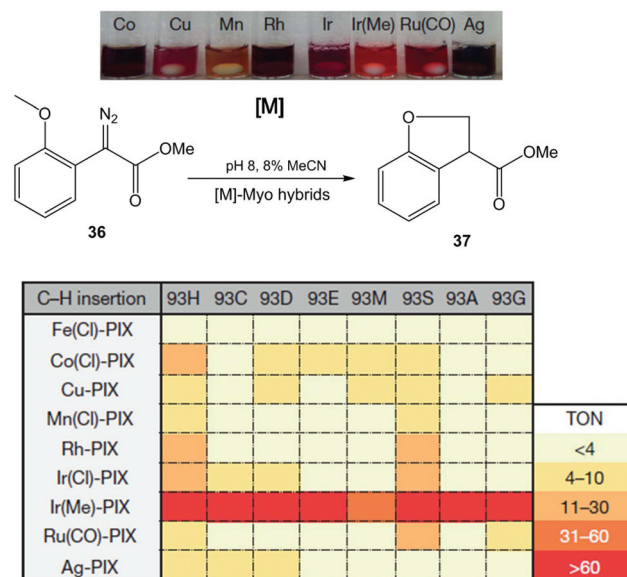 Co Cu Mn Rh Ir Ir(Me) Ru(CO) Ag
[M]
O
N₂
OMe
O
36
pH 8, 8% MeCN
[M]-Myo hybrids
O
OMe
O
37
C–H insertion 93H 93C 93D 93E 93M 93S 93A 93G
Fe(Cl)-PIX
Co(Cl)-PIX
Cu-PIX
Mn(Cl)-PIX TON
Rh-PIX <4
Ir(Cl)-PIX 4–10
Ir(Me)-PIX 11–30
Ru(CO)-PIX 31–60
Ag-PIX >60